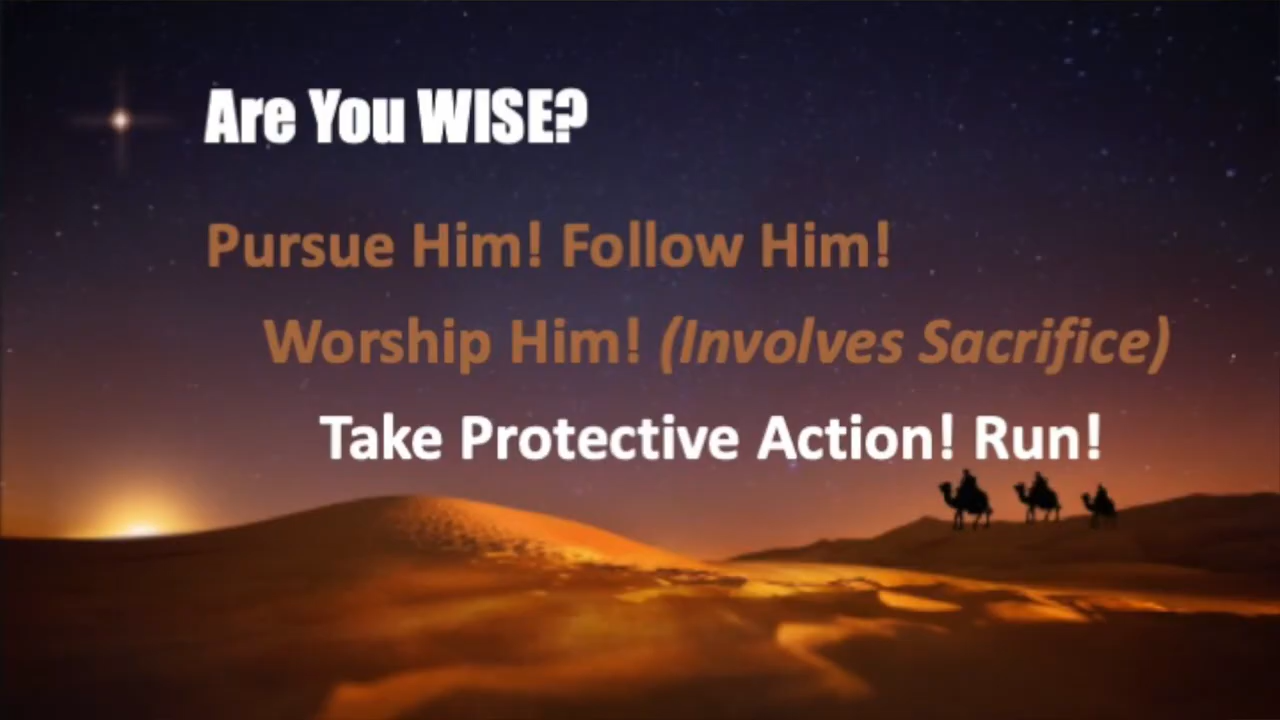 Are You WISE?
Pursue Him! Follow Him!
Worship Him! (Involves Sacrifice)
Take Protective Action! Run!